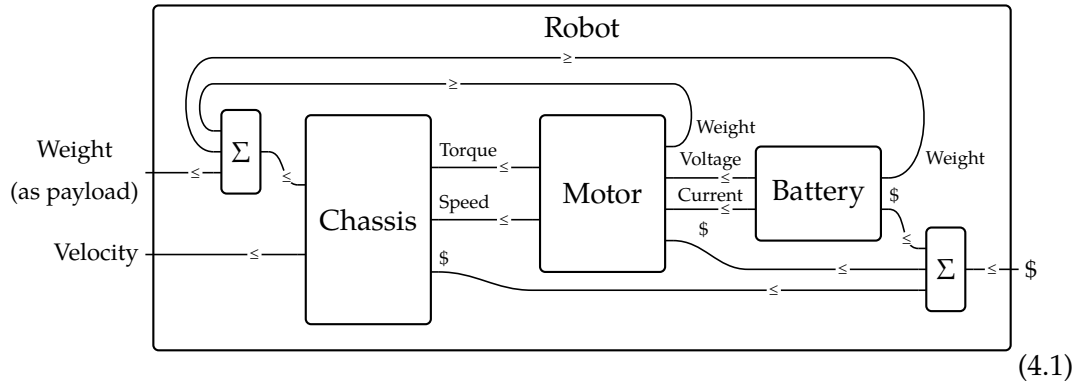 Robot
≥
≥
Weight
Weight
(as payload)
≤
Σ
≤
Torque
≤
Voltage
≤
Weight
Chassis
Motor
Battery
Speed
≤
Current
≤
$
$
≤
Velocity
≤
$
≤
Σ
≤
$
≤
(4.1)